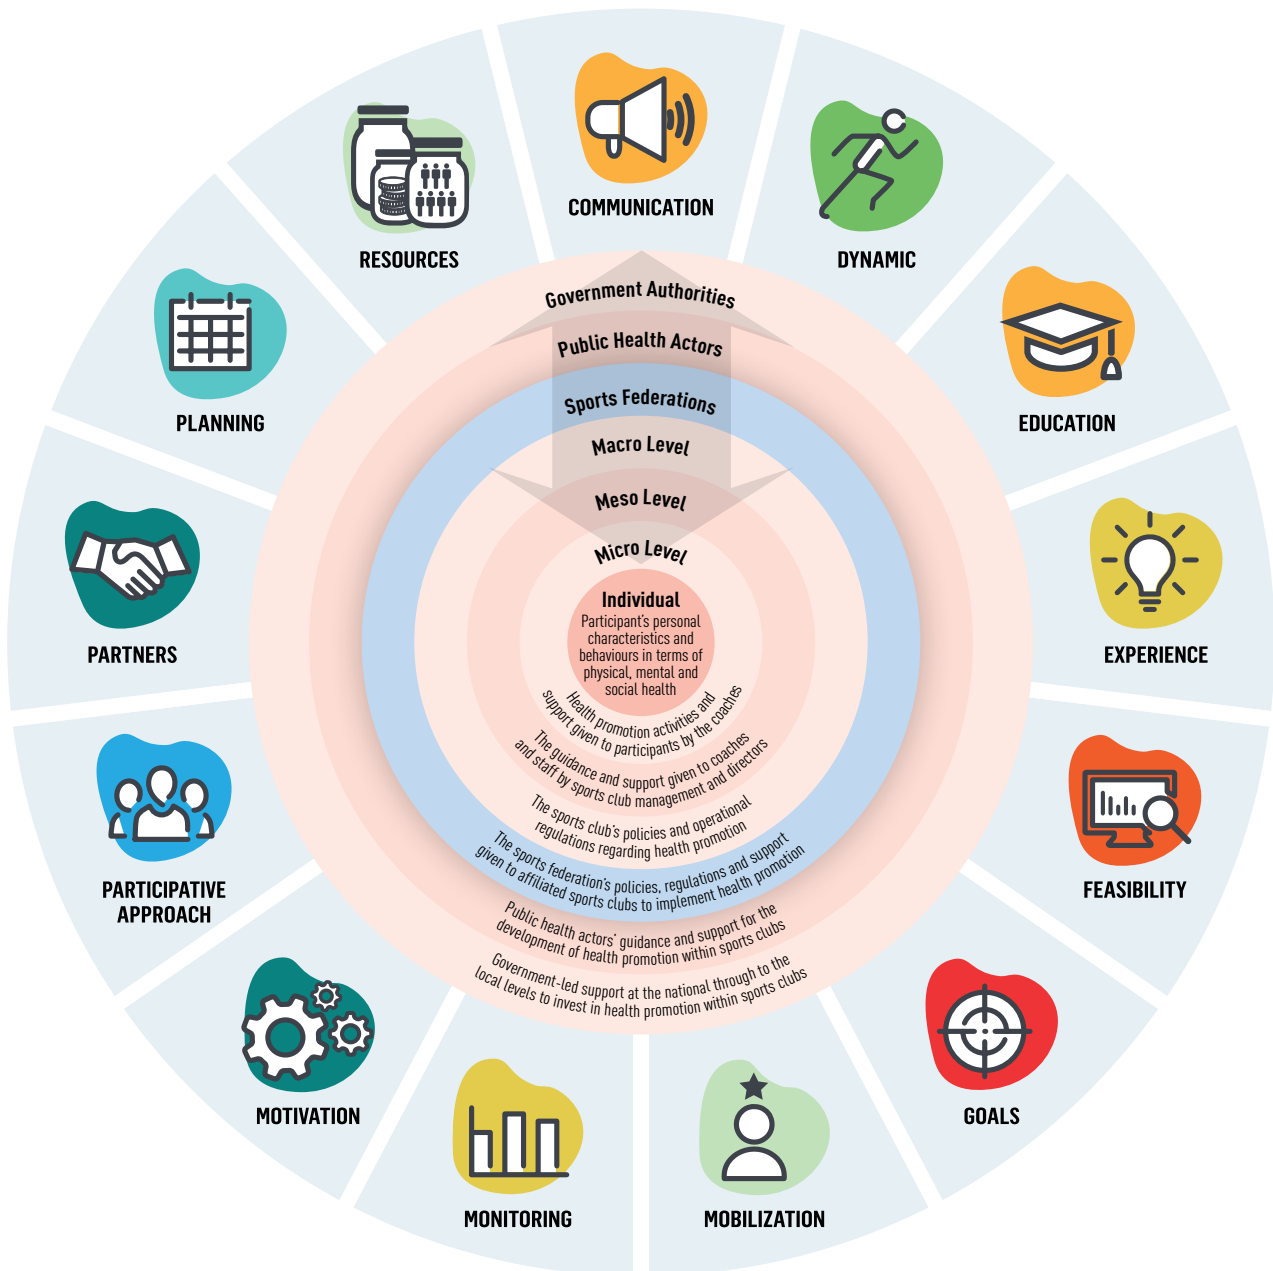 COMMUNICATION
DYNAMIC
EDUCATION
EXPERIENCE
FEASIBILITY
GOALS
MOBILIZATION
MONITORING
MOTIVATION
PARTICIPATIVE
APPROACH
PARTNERS
PLANNING
RESOURCES
Government Authorities
Public Health Actors
Sports Federations
Macro Level
Meso Level
Micro Level
Individual
Participant's personal
characteristics and
behaviours in terms of
physical, mental and
social health
Health promotion activities and
support given to participants by the coaches
The guidance and support given to coaches
and staff by sports club management and directors
The sports club's policies and operational
regulations regarding health promotion
The sports federation's policies, regulations and support
given to affiliated sports clubs to implement health promotion
Public health actors' guidance and support for the
development of health promotion within sports clubs
Government-led support at the national through to the
local levels to invest in health promotion within sports clubs